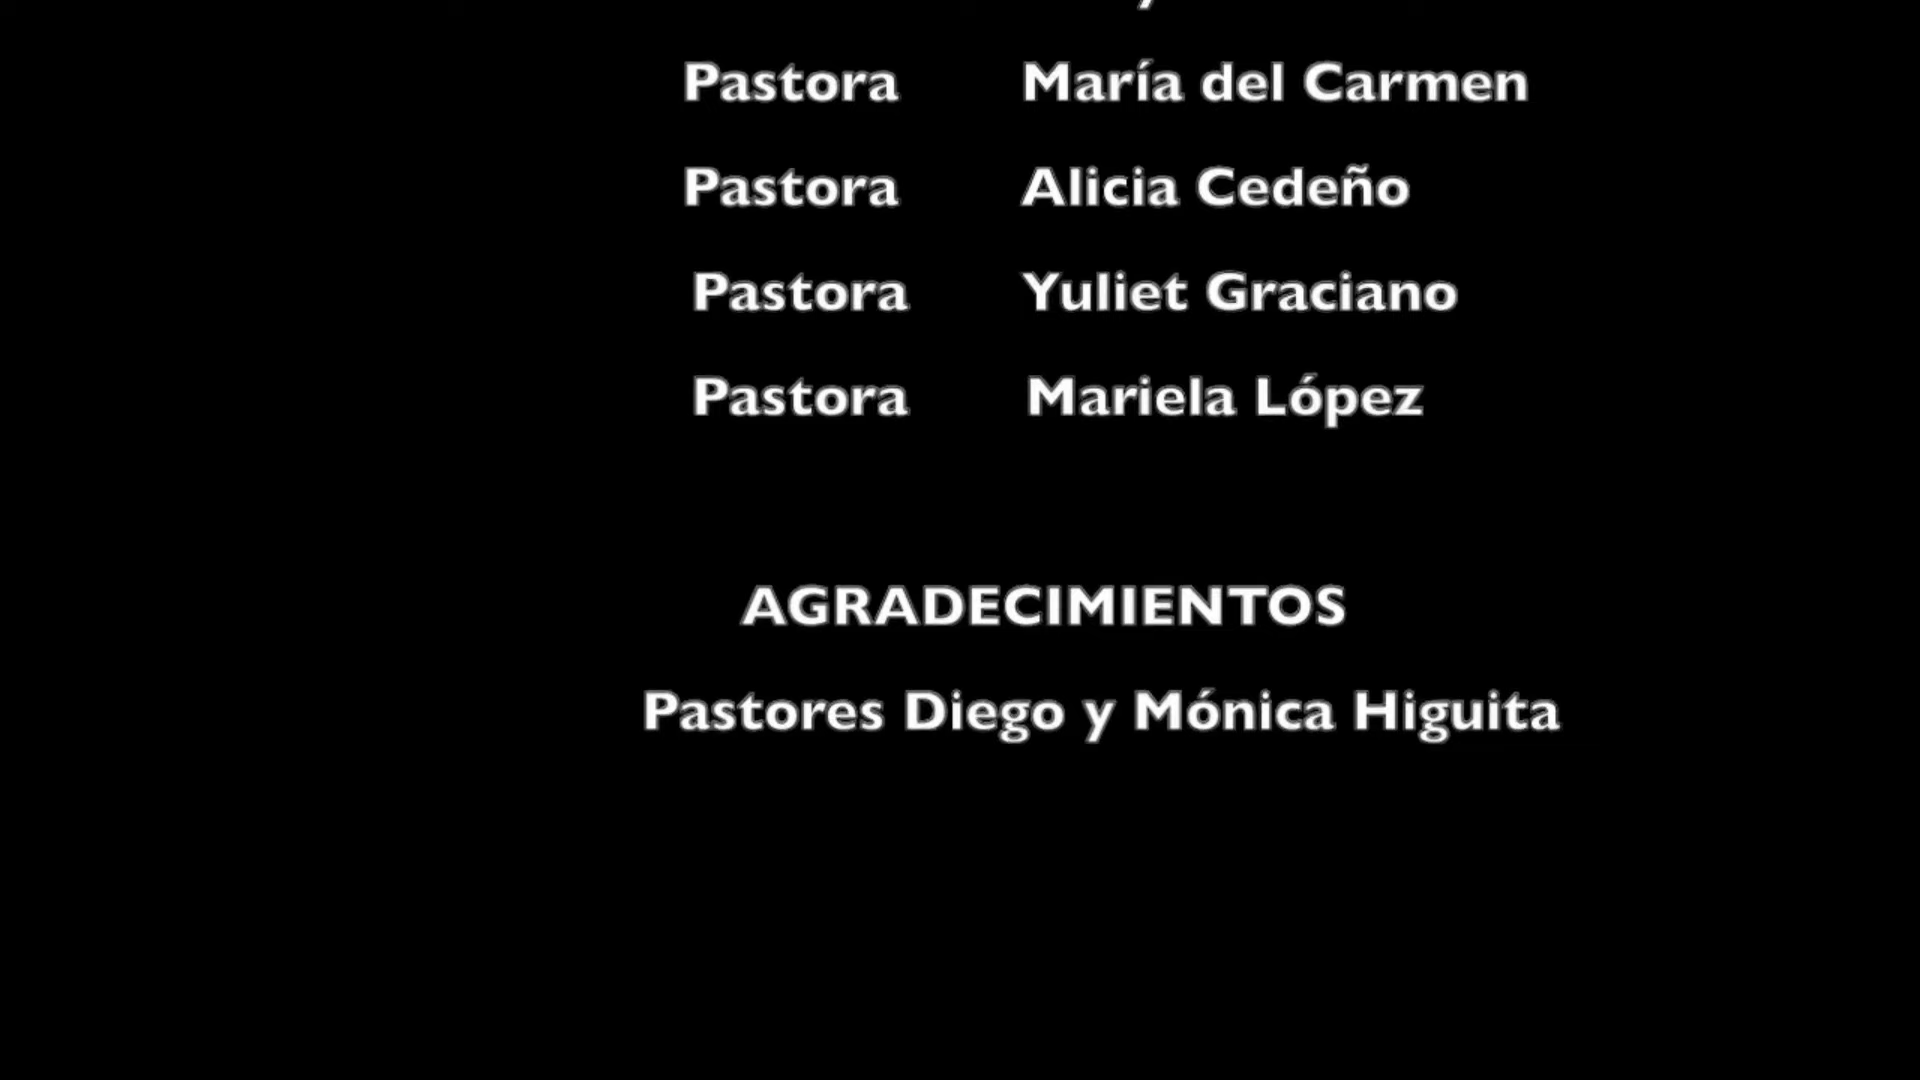 Pastora María del Carmen
Pastora Alicia Cedeño
Pastora Yuliet Graciano
Pastora Mariela López
AGRADECIMIENTOS
Pastores Diego y Mónica Higuita